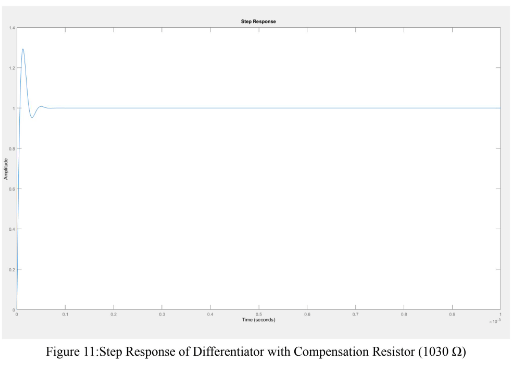 Step Response
1.4
1.2
1
0.8
0.6
0.4
0.2
0
Amplitude
0 0.1 0.2 0.3 0.4 0.5 0.6 0.7 0.8 0.9 1
Time (seconds)
Figure 11:Step Response of Differentiator with Compensation Resistor (1030 Ω)